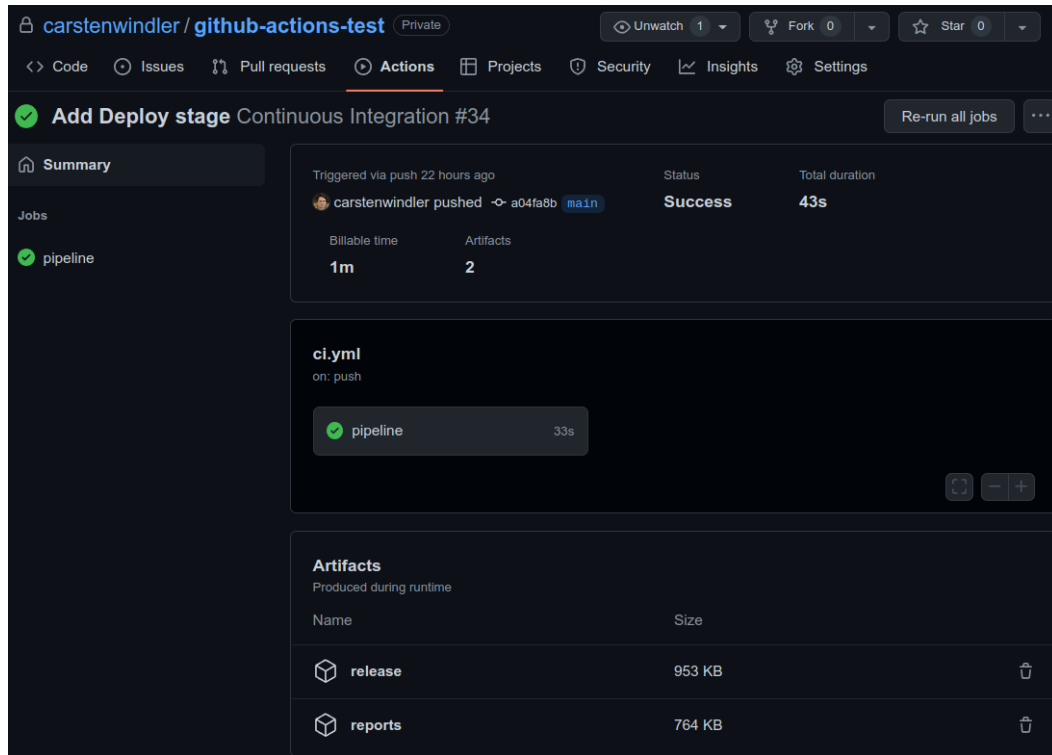 carstenwindler / github-actions-test Private Unwatch 1 Fork 0 Star 0
Code Issues Pull requests Actions Projects Security Insights Settings
Add Deploy stage Continuous Integration #34 Re-run all jobs ...
Summary
Jobs
pipeline
Triggered via push 22 hours ago Status Total duration
carstenwindler pushed a04fa8b main Success 43s
Billable time Artifacts
1m 2
ci.yml
on: push
pipeline 33s
Artifacts
Produced during runtime
Name Size
release 953 KB
reports 764 KB